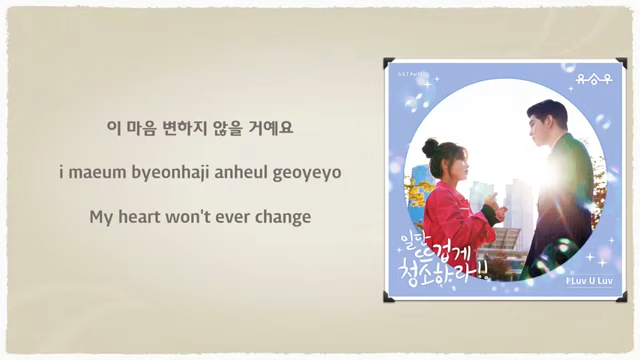 이 마음 변하지 않을 거예요
i maeum byeonhaji anheul geoyeyo
My heart won't ever change
유승우
일단
뜨겁게
청소하라!!
I Luv U Luv